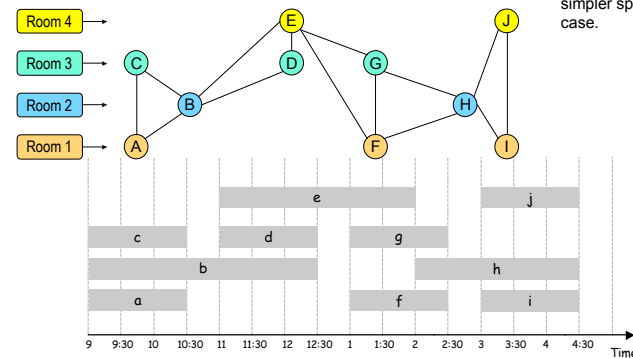 simpler sp
case.
Room 4
E
J
Room 3
C
D
G
Room 2
B
H
Room 1
A
F
I
e
j
c
d
g
b
h
a
f
i
9 9:30 10 10:30 11 11:30 12 12:30 1 1:30 2 2:30 3 3:30 4 4:30
Time